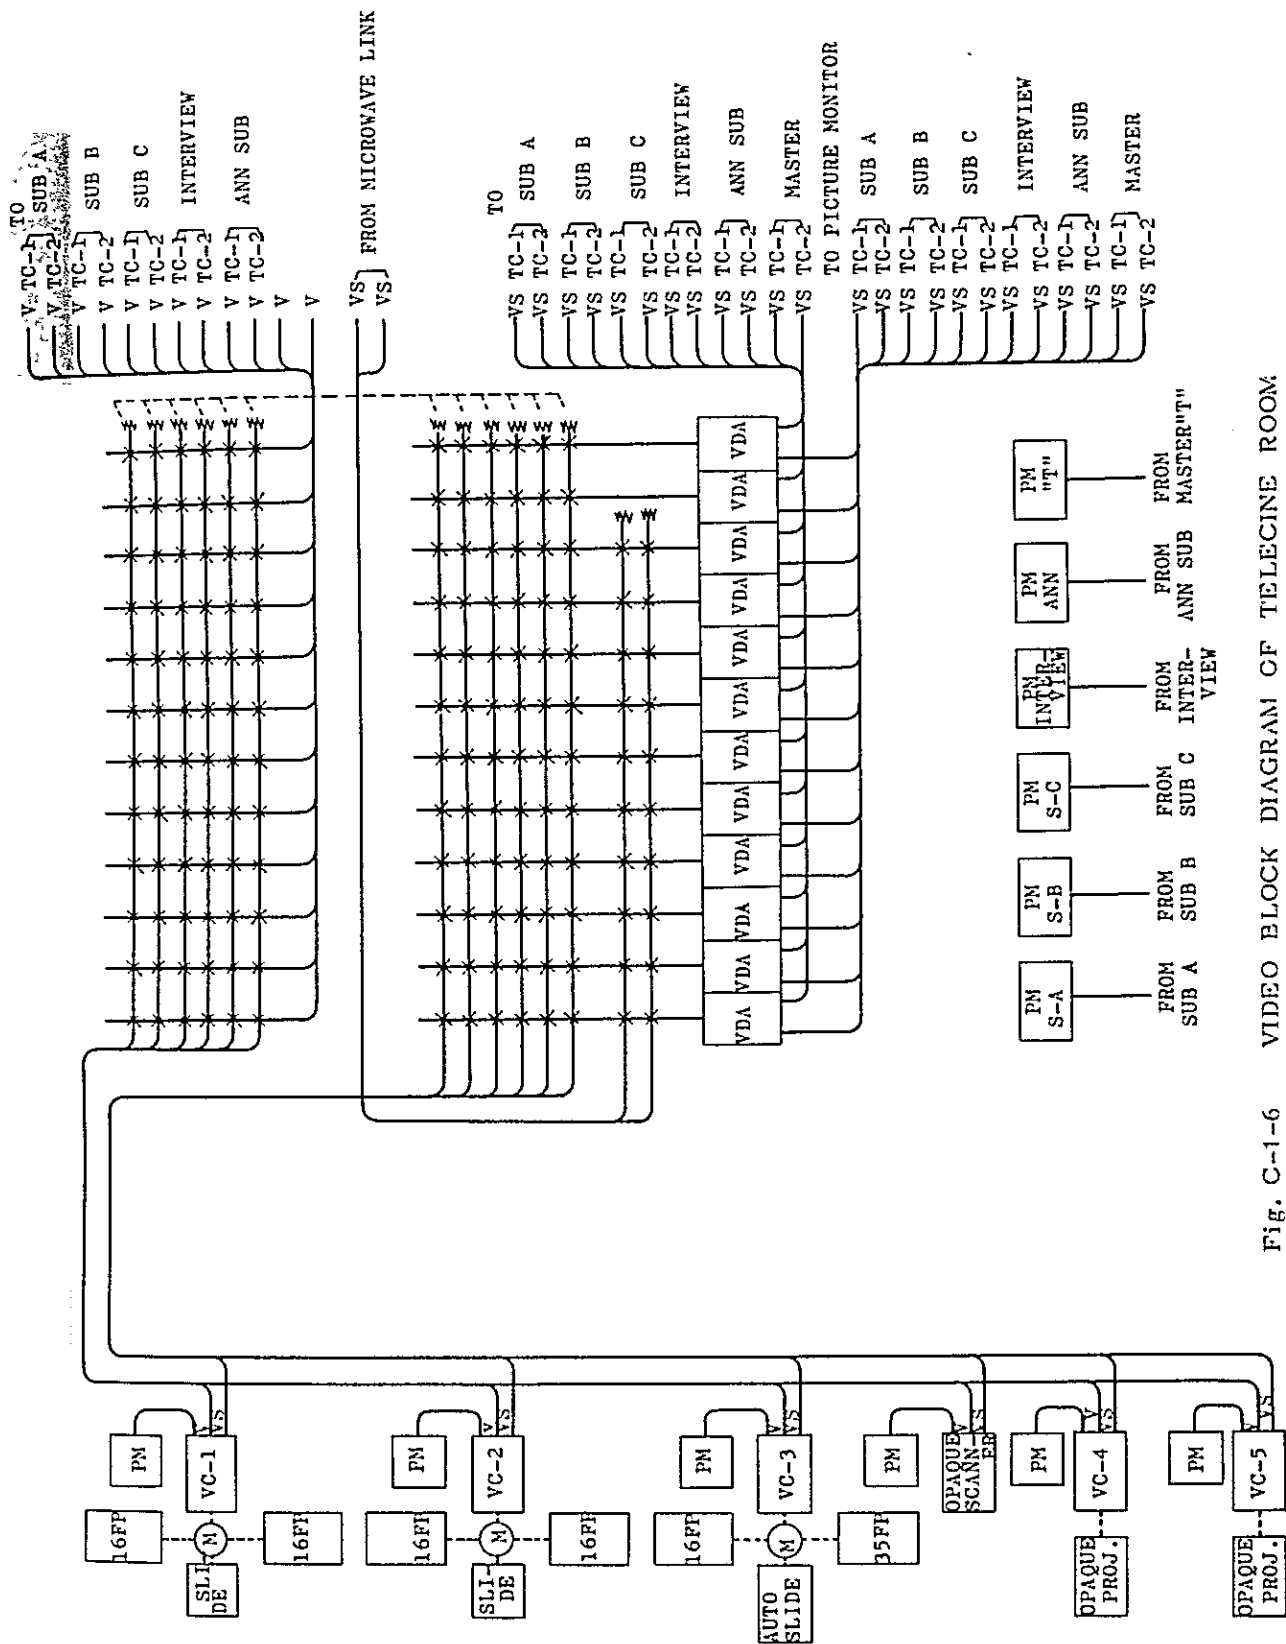 16FP
SLI
DE
M
16FP
PM
VC-1
V
VS
16FP
SLI-
DE
M
16FP
PM
VC-2
V
VS
16FP
AUTO
SLIDE
M
35FP
PM
VC-3
V
VS
PM
OPAQUE
SCANN-
ER
V
VS
PM
OPAQUE
PROJ.
VC-4
V
VS
PM
OPAQUE
PROJ.
VC-5
V
VS
TO
V TC-1
V TC-2
SUB A
V TC-1
V TC-2
SUB B
V TC-1
V TC-2
SUB C
V TC-1
V TC-2
INTERVIEW
V TC-1
V TC-2
ANN SUB
V
V
VS
VS
FROM MICROWAVE LINK
TO
VS TC-1
VS TC-2
SUB A
VS TC-1
VS TC-2
SUB B
VS TC-1
VS TC-2
SUB C
VS TC-1
VS TC-2
INTERVIEW
VS TC-1
VS TC-2
ANN SUB
VS TC-1
VS TC-2
MASTER
TO PICTURE MONITOR
VS TC-1
VS TC-2
SUB A
VS TC-1
VS TC-2
SUB B
VS TC-1
VS TC-2
SUB C
VS TC-1
VS TC-2
INTERVIEW
VS TC-1
VS TC-2
ANN SUB
VS TC-1
VS TC-2
MASTER
VDA
VDA
VDA
VDA
VDA
VDA
VDA
VDA
VDA
VDA
VDA
VDA
PM
S-A
FROM
SUB A
PM
S-B
FROM
SUB B
PM
S-C
FROM
SUB C
PM
INTER-
VIEW
FROM
INTER-
VIEW
PM
ANN
FROM
ANN SUB
PM
"T"
FROM
MASTER"T"
Fig. C-1-6 VIDEO BLOCK DIAGRAM OF TELECINE ROOM